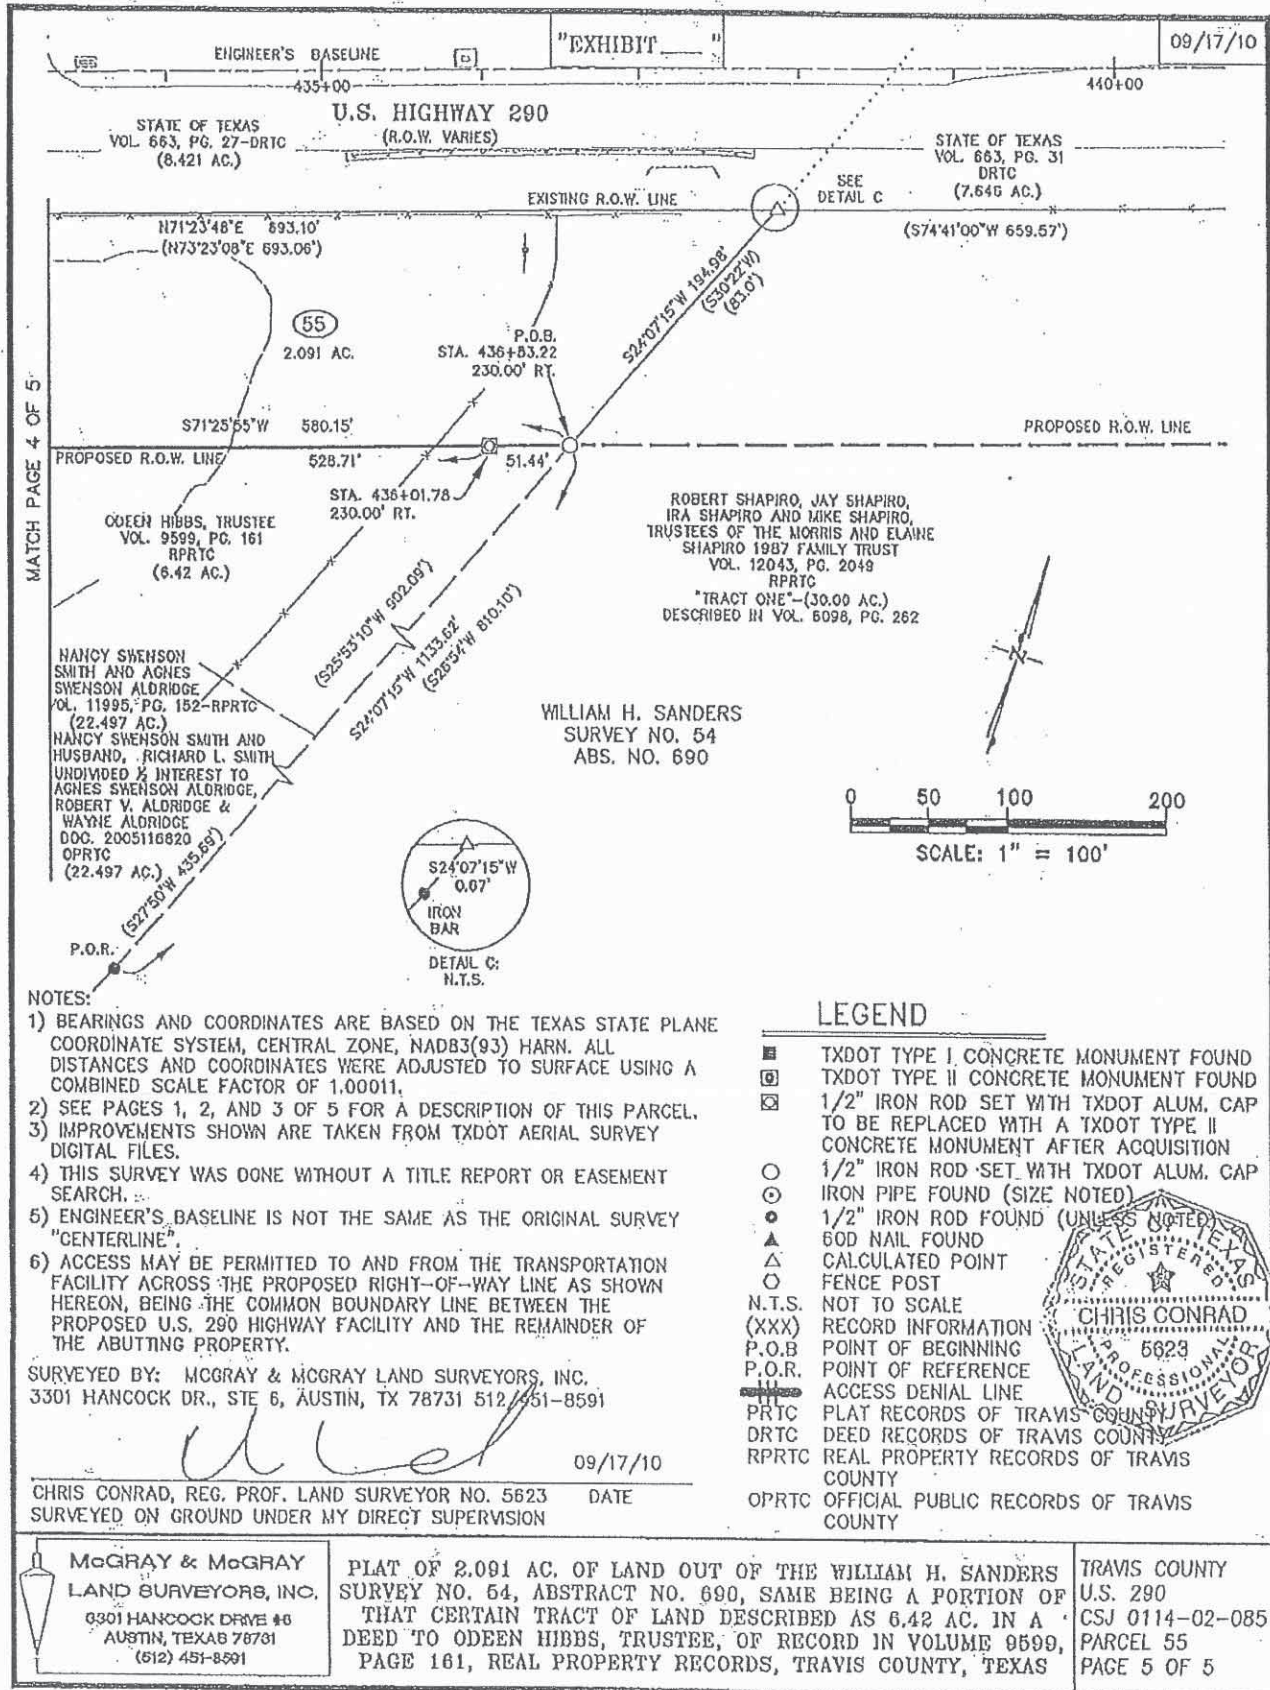 "EXHIBIT____"
09/17/10
ENGINEER'S BASELINE
435+00
440+00
U.S. HIGHWAY 290
(R.O.W. VARIES)
STATE OF TEXAS
VOL. 663, PG. 27-DRTC
(8.421 AC.)
STATE OF TEXAS
VOL. 663, PG. 31
DRTC
(7.646 AC.)
SEE
DETAIL C
EXISTING R.O.W. LINE
N71°23'48"E 693.10'
(N73°23'08"E 693.06')
(S74°41'00"W 659.57')
S24°07'15"W 194.98'
(S30°22'W)
(83.0')
55
2.091 AC.
P.O.B.
STA. 436+53.22
230.00' RT.
MATCH PAGE 4 OF 5
S71°25'55"W 580.15'
PROPOSED R.O.W. LINE
PROPOSED R.O.W. LINE
528.71'
51.44'
STA. 436+01.78
230.00' RT.
ODEEN HIBBS, TRUSTEE
VOL. 9599, PG. 161
RPRTC
(6.42 AC.)
ROBERT SHAPIRO, JAY SHAPIRO,
IRA SHAPIRO AND MIKE SHAPIRO,
TRUSTEES OF THE MORRIS AND ELAINE
SHAPIRO 1987 FAMILY TRUST
VOL. 12043, PG. 2049
RPRTC
"TRACT ONE"-(30.00 AC.)
DESCRIBED IN VOL. 6098, PG. 262
(S25°53'10"W 902.09')
S24°07'15"W 1133.62'
(S26°54'W 810.10')
N
NANCY SWENSON
SMITH AND AGNES
SWENSON ALDRIDGE
VOL. 11995, PG. 152-RPRTC
(22.497 AC.)
NANCY SWENSON SMITH AND
HUSBAND, RICHARD L. SMITH
UNDIVIDED ½ INTEREST TO
AGNES SWENSON ALDRIDGE,
ROBERT V. ALDRIDGE &
WAYNE ALDRIDGE
DOC. 2005116820
OPRTC
(22.497 AC.)
WILLIAM H. SANDERS
SURVEY NO. 54
ABS. NO. 690
0 50 100 200
SCALE: 1" = 100'
(S27°50'W 435.69')
P.O.R.
S24°07'15"W
0.07'
IRON
BAR
DETAIL C:
N.T.S.
NOTES:
1) BEARINGS AND COORDINATES ARE BASED ON THE TEXAS STATE PLANE
COORDINATE SYSTEM, CENTRAL ZONE, NAD83(93) HARN. ALL
DISTANCES AND COORDINATES WERE ADJUSTED TO SURFACE USING A
COMBINED SCALE FACTOR OF 1.00011.
2) SEE PAGES 1, 2, AND 3 OF 5 FOR A DESCRIPTION OF THIS PARCEL.
3) IMPROVEMENTS SHOWN ARE TAKEN FROM TXDOT AERIAL SURVEY
DIGITAL FILES.
4) THIS SURVEY WAS DONE WITHOUT A TITLE REPORT OR EASEMENT
SEARCH.
5) ENGINEER'S BASELINE IS NOT THE SAME AS THE ORIGINAL SURVEY
"CENTERLINE".
6) ACCESS MAY BE PERMITTED TO AND FROM THE TRANSPORTATION
FACILITY ACROSS THE PROPOSED RIGHT-OF-WAY LINE AS SHOWN
HEREON, BEING THE COMMON BOUNDARY LINE BETWEEN THE
PROPOSED U.S. 290 HIGHWAY FACILITY AND THE REMAINDER OF
THE ABUTTING PROPERTY.
SURVEYED BY: MCGRAY & MCGRAY LAND SURVEYORS, INC.
3301 HANCOCK DR., STE 6, AUSTIN, TX 78731 512/451-8591
09/17/10
CHRIS CONRAD, REG. PROF. LAND SURVEYOR NO. 5623 DATE
SURVEYED ON GROUND UNDER MY DIRECT SUPERVISION
LEGEND
TXDOT TYPE I CONCRETE MONUMENT FOUND
TXDOT TYPE II CONCRETE MONUMENT FOUND
1/2" IRON ROD SET WITH TXDOT ALUM. CAP
TO BE REPLACED WITH A TXDOT TYPE II
CONCRETE MONUMENT AFTER ACQUISITION
1/2" IRON ROD SET WITH TXDOT ALUM. CAP
IRON PIPE FOUND (SIZE NOTED)
1/2" IRON ROD FOUND (UNLESS NOTED)
60D NAIL FOUND
CALCULATED POINT
FENCE POST
N.T.S. NOT TO SCALE
(XXX) RECORD INFORMATION
P.O.B POINT OF BEGINNING
P.O.R. POINT OF REFERENCE
ACCESS DENIAL LINE
PRTC PLAT RECORDS OF TRAVIS COUNTY
DRTC DEED RECORDS OF TRAVIS COUNTY
RPRTC REAL PROPERTY RECORDS OF TRAVIS
COUNTY
OPRTC OFFICIAL PUBLIC RECORDS OF TRAVIS
COUNTY
STATE OF TEXAS
REGISTERED
CHRIS CONRAD
5623
PROFESSIONAL
LAND SURVEYOR
McGRAY & McGRAY
LAND SURVEYORS, INC.
3301 HANCOCK DRIVE #6
AUSTIN, TEXAS 78731
(512) 451-8591
PLAT OF 2.091 AC. OF LAND OUT OF THE WILLIAM H. SANDERS
SURVEY NO. 54, ABSTRACT NO. 690, SAME BEING A PORTION OF
THAT CERTAIN TRACT OF LAND DESCRIBED AS 6.42 AC. IN A
DEED TO ODEEN HIBBS, TRUSTEE, OF RECORD IN VOLUME 9599,
PAGE 161, REAL PROPERTY RECORDS, TRAVIS COUNTY, TEXAS
TRAVIS COUNTY
U.S. 290
CSJ 0114-02-085
PARCEL 55
PAGE 5 OF 5